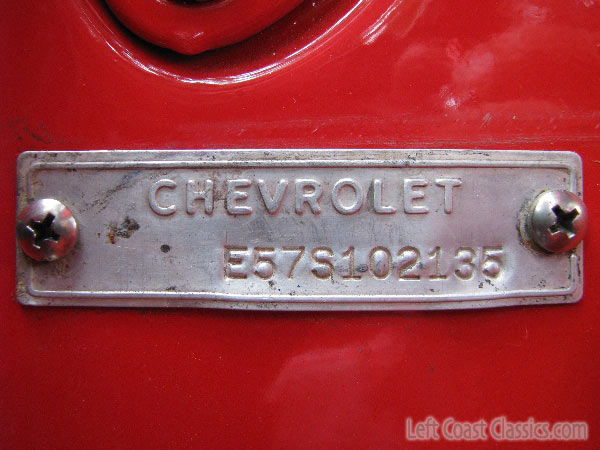 CHEVROLET
E57S102135
Left Coast Classics.com